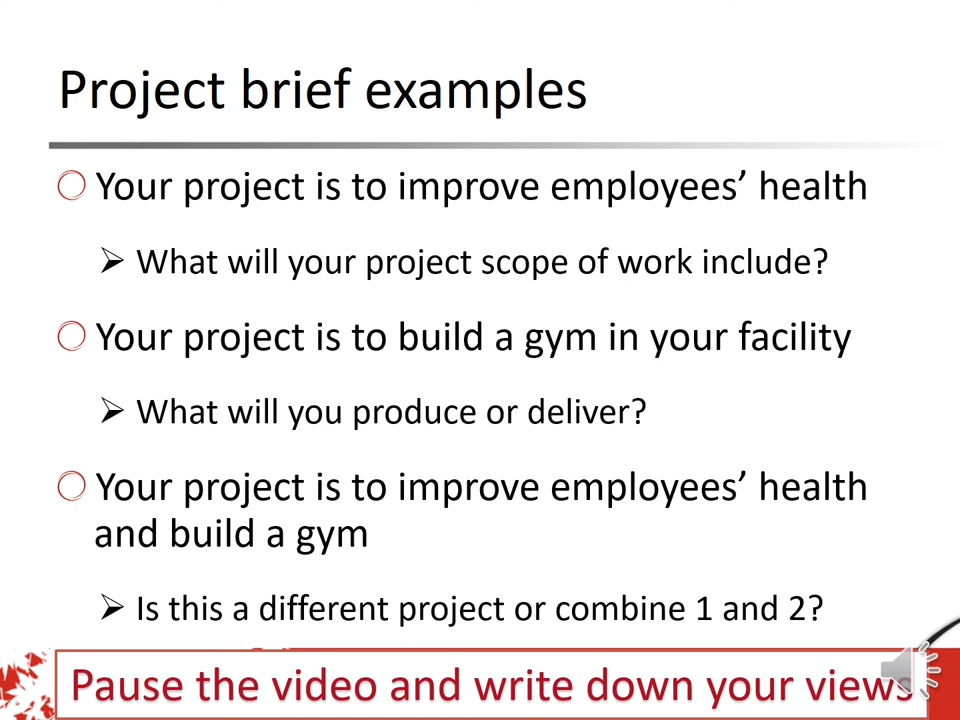 Project brief examples
Your project is to improve employees’ health
What will your project scope of work include?
Your project is to build a gym in your facility
What will you produce or deliver?
Your project is to improve employees’ health
and build a gym
Is this a different project or combine 1 and 2?
Pause the video and write down your views